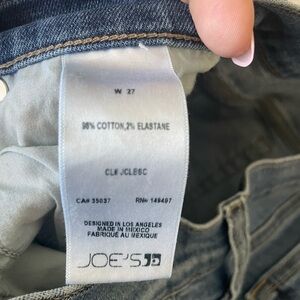 W 27
98% COTTON,2% ELASTANE
CL# JCLE6C
CA# 35037 RN# 149497
DESIGNED IN LOS ANGELES
MADE IN MEXICO
FABRIQUÉ AU MEXIQUE
JOE'S